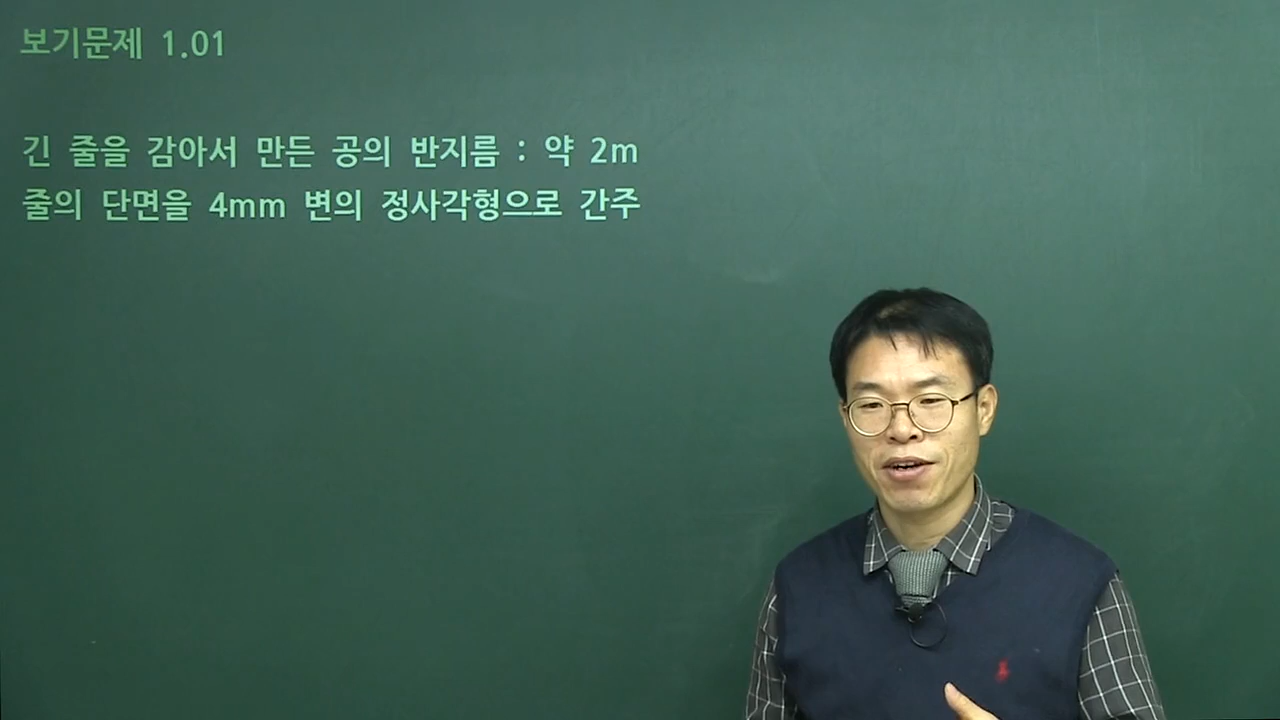 보기문제 1.01
긴 줄을 감아서 만든 공의 반지름 : 약 2m
줄의 단면을 4mm 변의 정사각형으로 간주